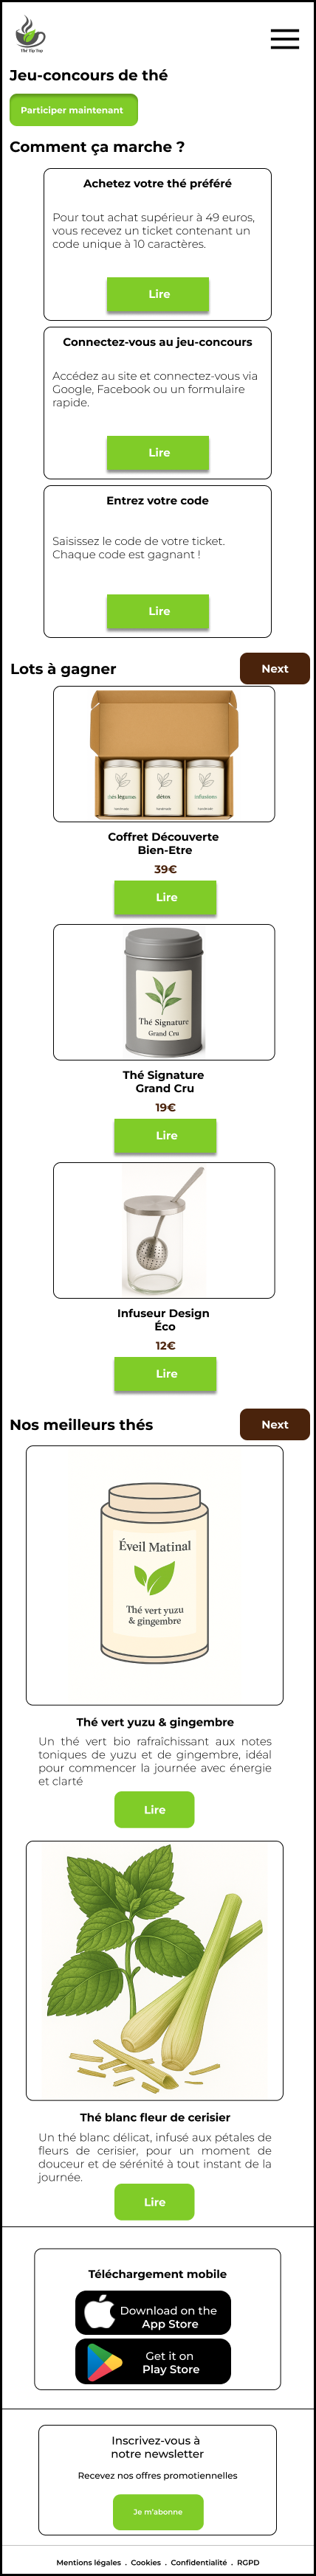 Thé Tip Top
Jeu-concours de thé
Participer maintenant
Comment ça marche ?
Achetez votre thé préféré
Pour tout achat supérieur à 49 euros,
vous recevez un ticket contenant un
code unique à 10 caractères.
Lire
Connectez-vous au jeu-concours
Accédez au site et connectez-vous via
Google, Facebook ou un formulaire
rapide.
Lire
Entrez votre code
Saisissez le code de votre ticket.
Chaque code est gagnant !
Lire
Lots à gagner
Next
détox
infusions
Coffret Découverte
Bien-Etre
39€
Lire
Thé Signature
Grand Cru
Thé Signature
Grand Cru
19€
Lire
Infuseur Design
Éco
12€
Lire
Nos meilleurs thés
Next
Éveil Matinal
Thé vert yuzu
& gingembre
Thé vert yuzu & gingembre
Un thé vert bio rafraîchissant aux notes
toniques de yuzu et de gingembre, idéal
pour commencer la journée avec énergie
et clarté
Lire
Thé blanc fleur de cerisier
Un thé blanc délicat, infusé aux pétales de
fleurs de cerisier, pour un moment de
douceur et de sérénité à tout instant de la
journée.
Lire
Téléchargement mobile
Download on the
App Store
Get it on
Play Store
Inscrivez-vous à
notre newsletter
Recevez nos offres promotiennelles
Je m'abonne
Mentions légales . Cookies . Confidentialité . RGPD